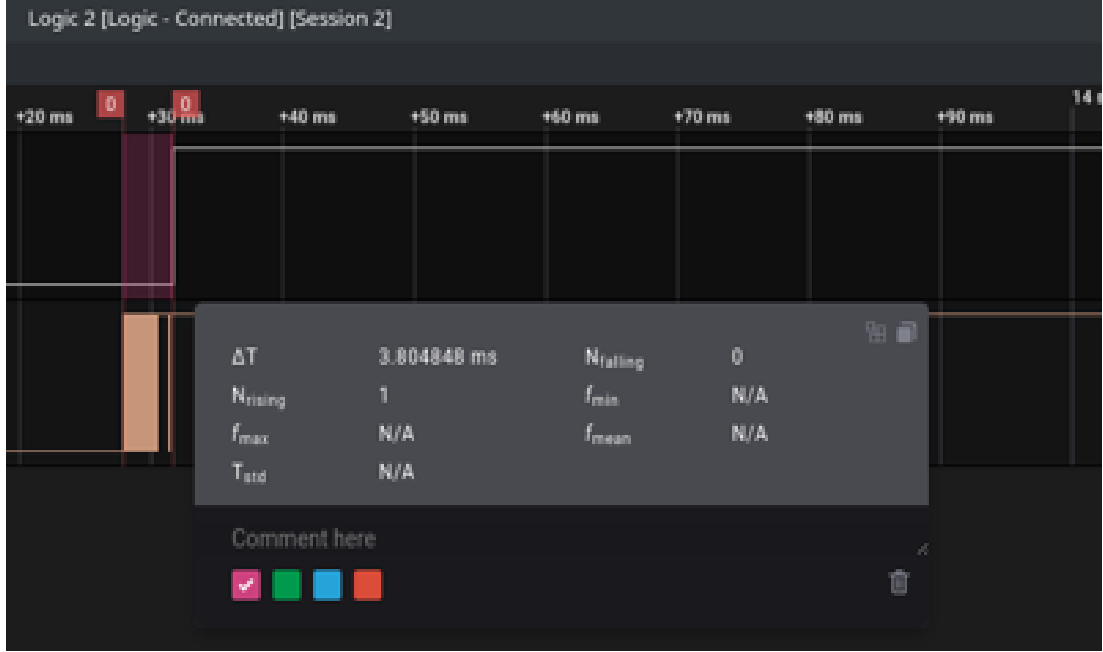 Logic 2 [Logic - Connected] [Session 2]
14 s
0 0
+20 ms +30 ms +40 ms +50 ms +60 ms +70 ms +80 ms +90 ms
ΔT 3.804848 ms Nfalling 0
Nrising 1 fmin N/A
fmax N/A fmean N/A
Tstd N/A
Comment here